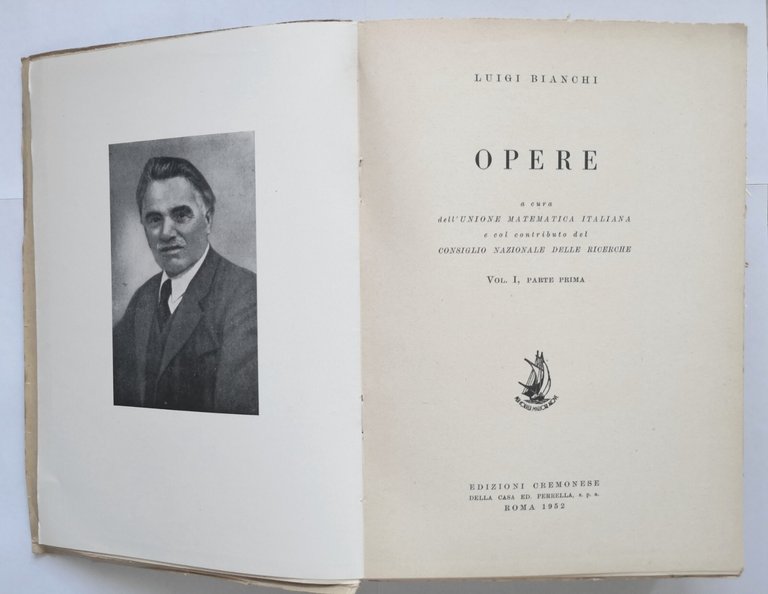 LUIGI BIANCHI
OPERE
a cura
dell'UNIONE MATEMATICA ITALIANA
e col contributo del
CONSIGLIO NAZIONALE DELLE RICERCHE
VOL. I, PARTE PRIMA
EDIZIONI CREMONESE
DELLA CASA ED. PERRELLA, s. p. a.
ROMA 1952